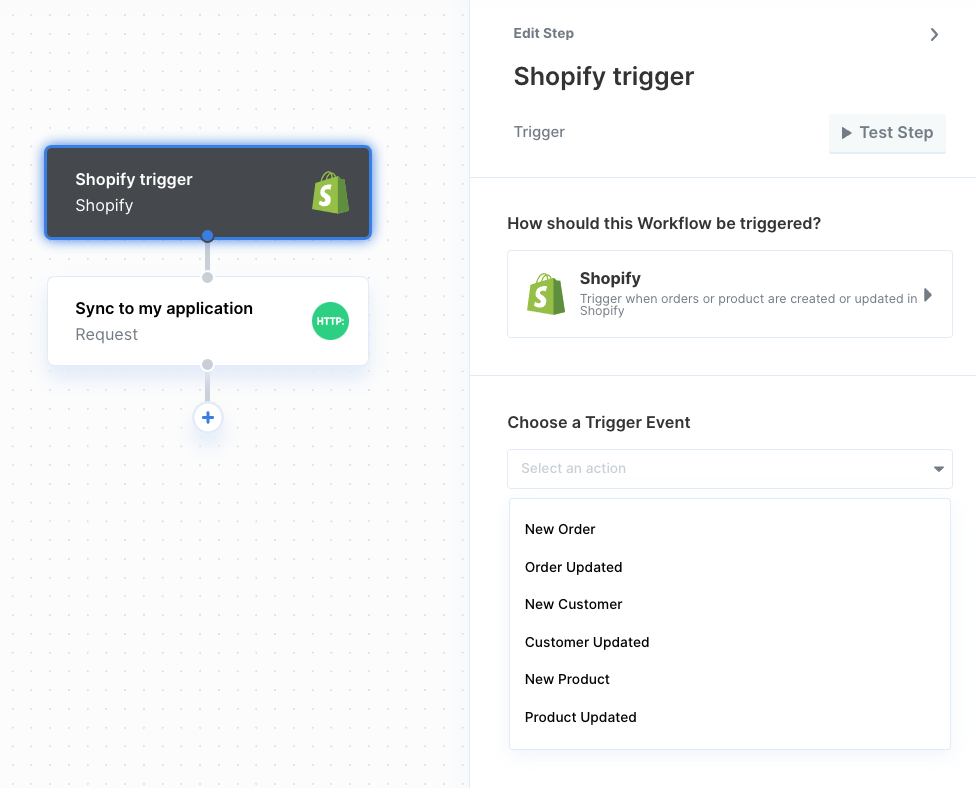 Shopify trigger
Shopify
S
Sync to my application
Request
HTTP:
Edit Step
Shopify trigger
Trigger
Test Step
How should this Workflow be triggered?
S
Shopify
Trigger when orders or product are created or updated in
Shopify
Choose a Trigger Event
Select an action
New Order
Order Updated
New Customer
Customer Updated
New Product
Product Updated